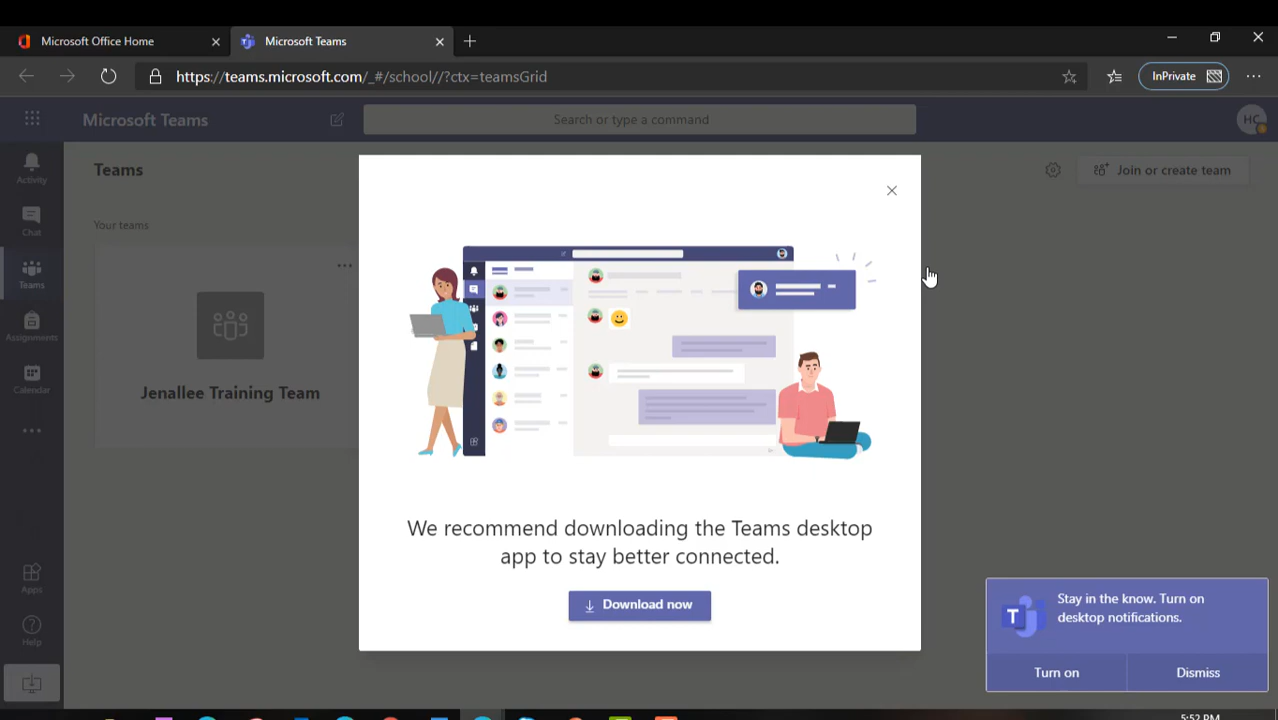 Microsoft Office Home
Microsoft Teams
https://teams.microsoft.com/_#/school//?ctx=teamsGrid
InPrivate
Microsoft Teams
Search or type a command
HC
Activity
Teams
Join or create team
Chat
Your teams
Teams
Assignments
Calendar
Jenallee Training Team
We recommend downloading the Teams desktop
app to stay better connected.
Download now
Apps
Help
T
Stay in the know. Turn on
desktop notifications.
Turn on
Dismiss
5:52 PM